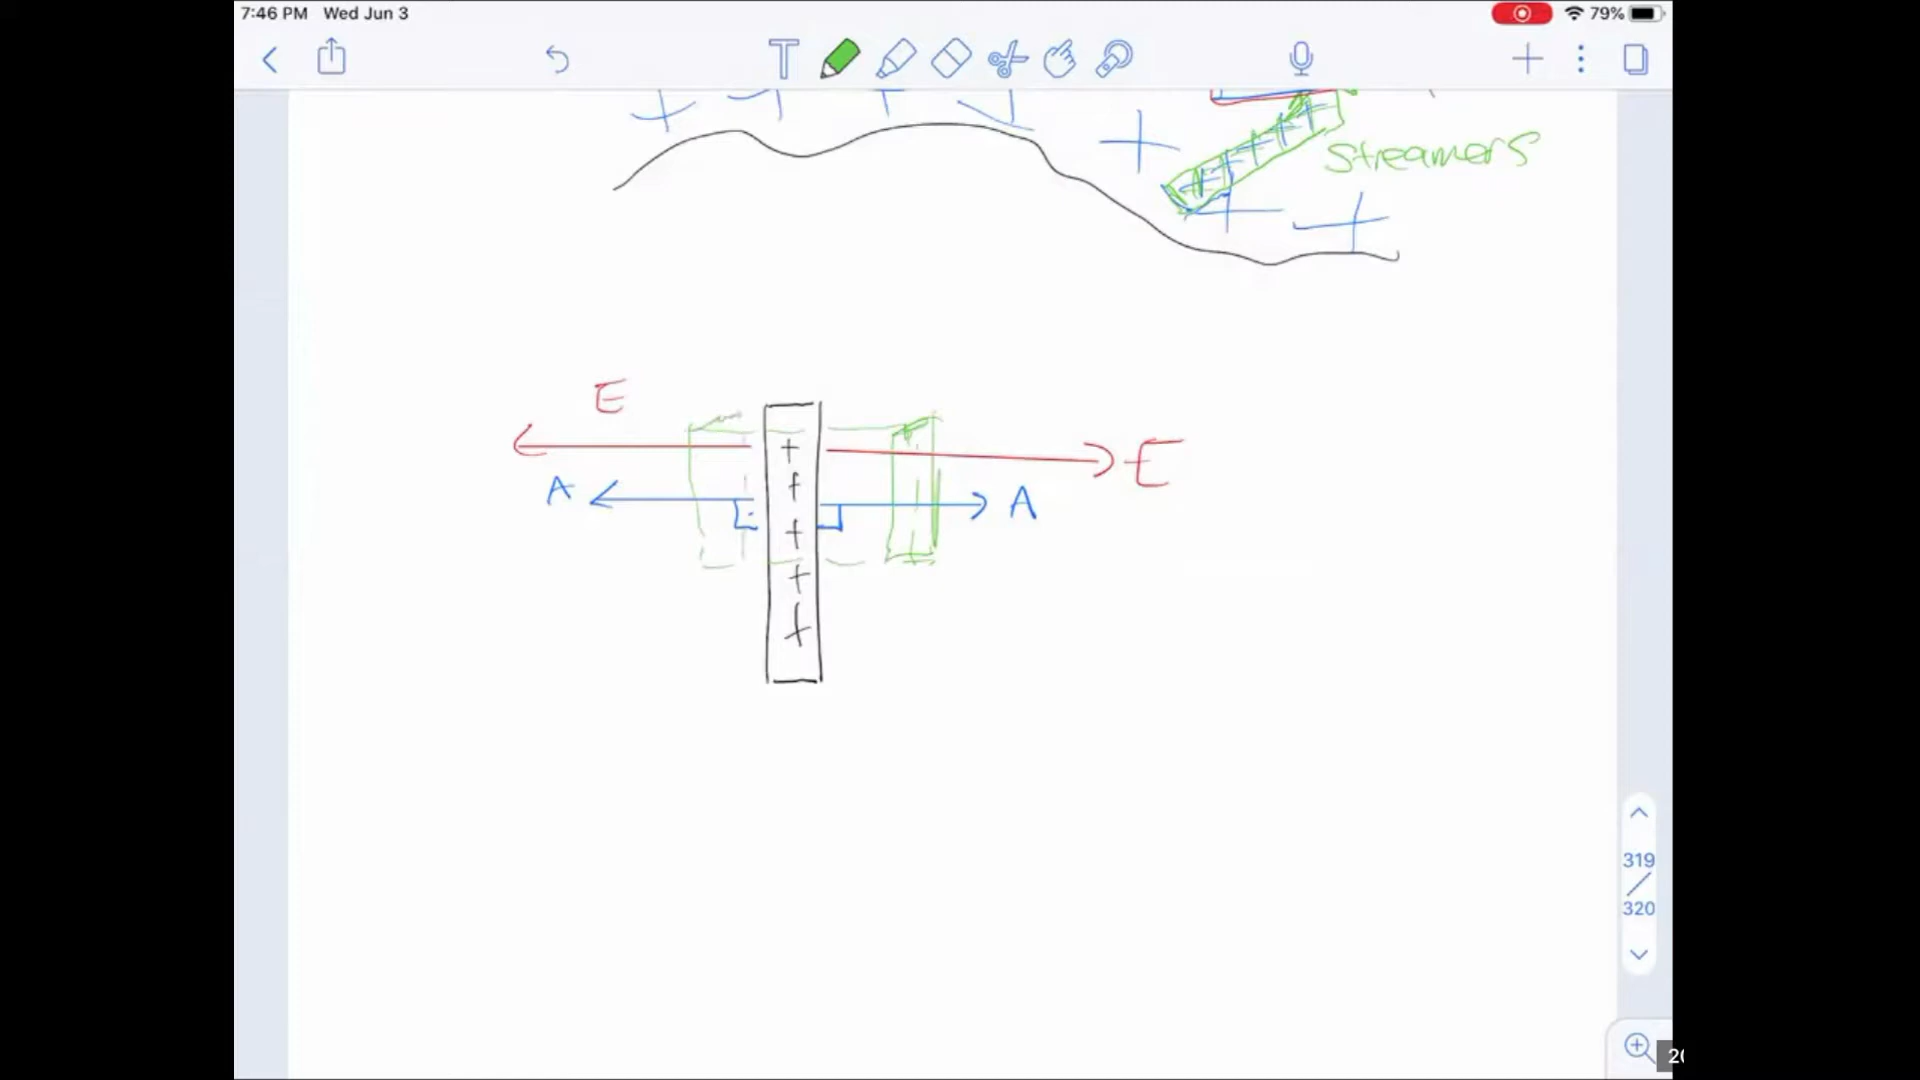 7:46 PM Wed Jun 3
79%
T
+ + + +
+
Streamers
+ +
E
+
E
A
+
A
+
+
+
319
/
320